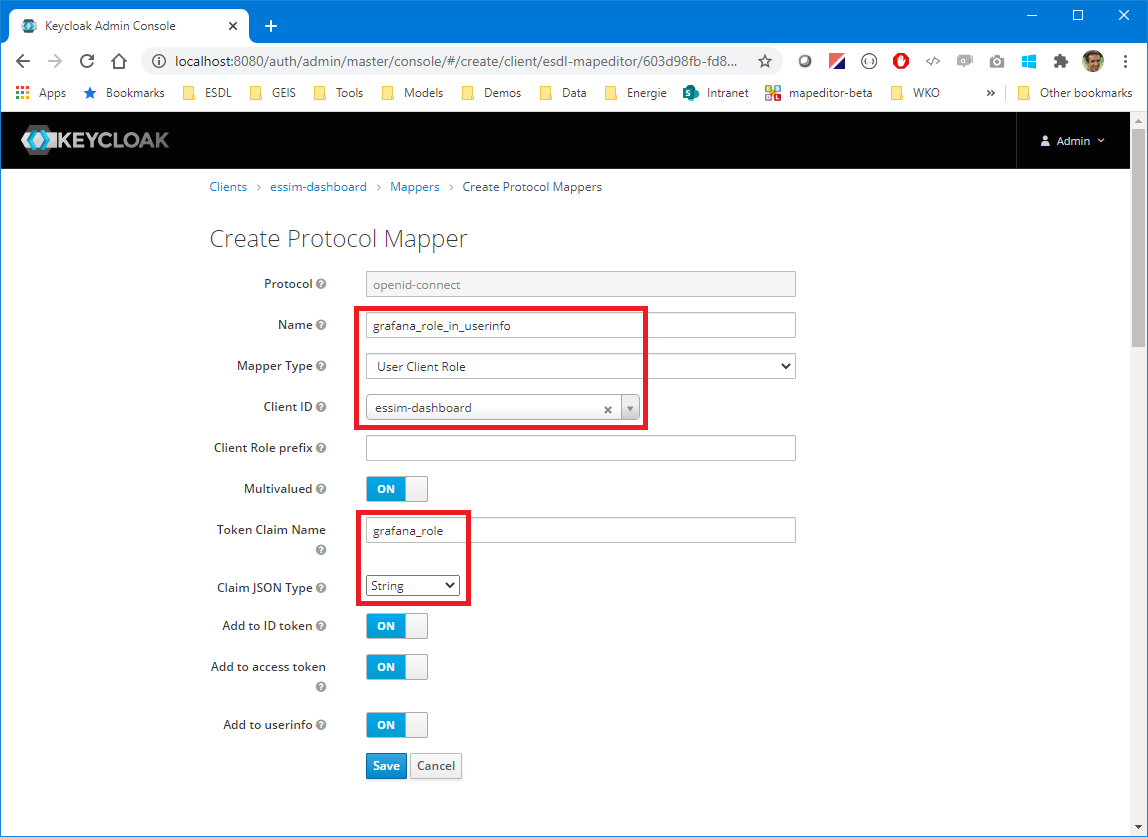 Keycloak Admin Console
localhost:8080/auth/admin/master/console/#/create/client/esdl-mapeditor/603d98fb-fd8...
Apps Bookmarks ESDL GEIS Tools Models Demos Data Energie Intranet mapeditor-beta WKO » Other bookmarks
KEYCLOAK Admin
Clients > essim-dashboard > Mappers > Create Protocol Mappers
Create Protocol Mapper
Protocol openid-connect
Name grafana_role_in_userinfo
Mapper Type User Client Role
Client ID essim-dashboard
Client Role prefix
Multivalued ON
Token Claim Name grafana_role
Claim JSON Type String
Add to ID token ON
Add to access token ON
Add to userinfo ON
Save Cancel